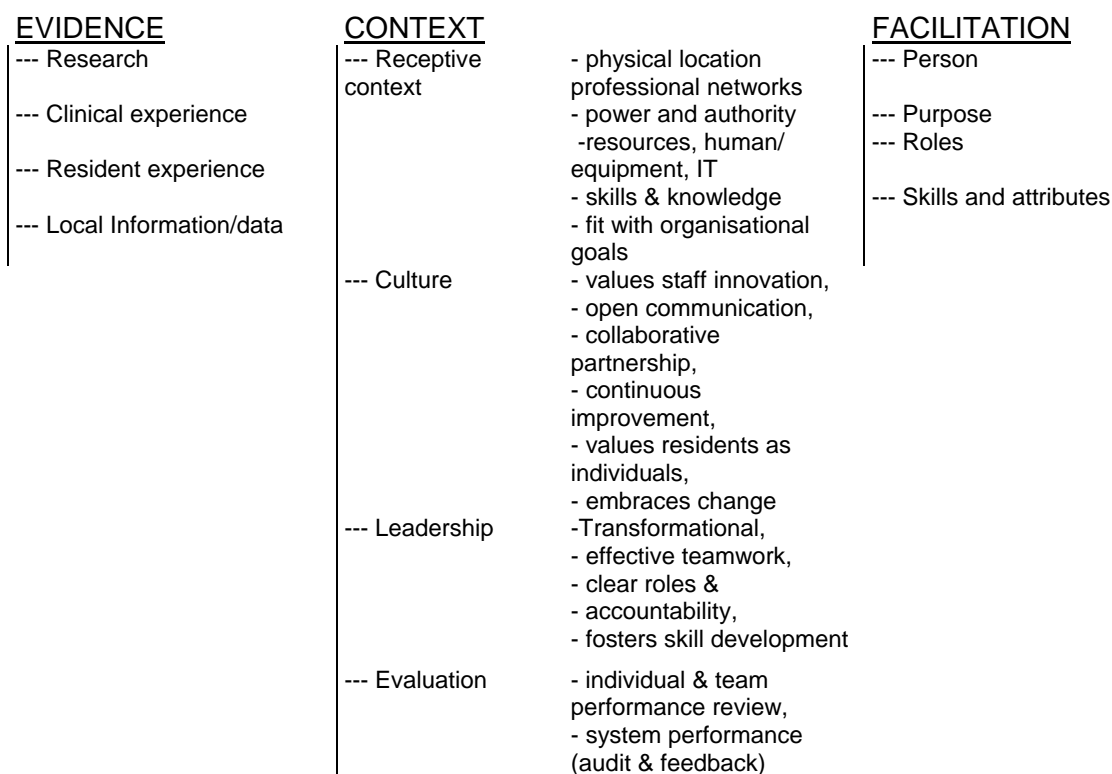 EVIDENCE
--- Research
--- Clinical experience
--- Resident experience
--- Local Information/data
CONTEXT
--- Receptive
context
- physical location
professional networks
- power and authority
-resources, human/
equipment, IT
- skills & knowledge
- fit with organisational
goals
--- Culture
- values staff innovation,
- open communication,
- collaborative
partnership,
- continuous
improvement,
- values residents as
individuals,
- embraces change
--- Leadership
-Transformational,
- effective teamwork,
- clear roles &
- accountability,
- fosters skill development
--- Evaluation
- individual & team
performance review,
- system performance
(audit & feedback)
FACILITATION
--- Person
--- Purpose
--- Roles
--- Skills and attributes